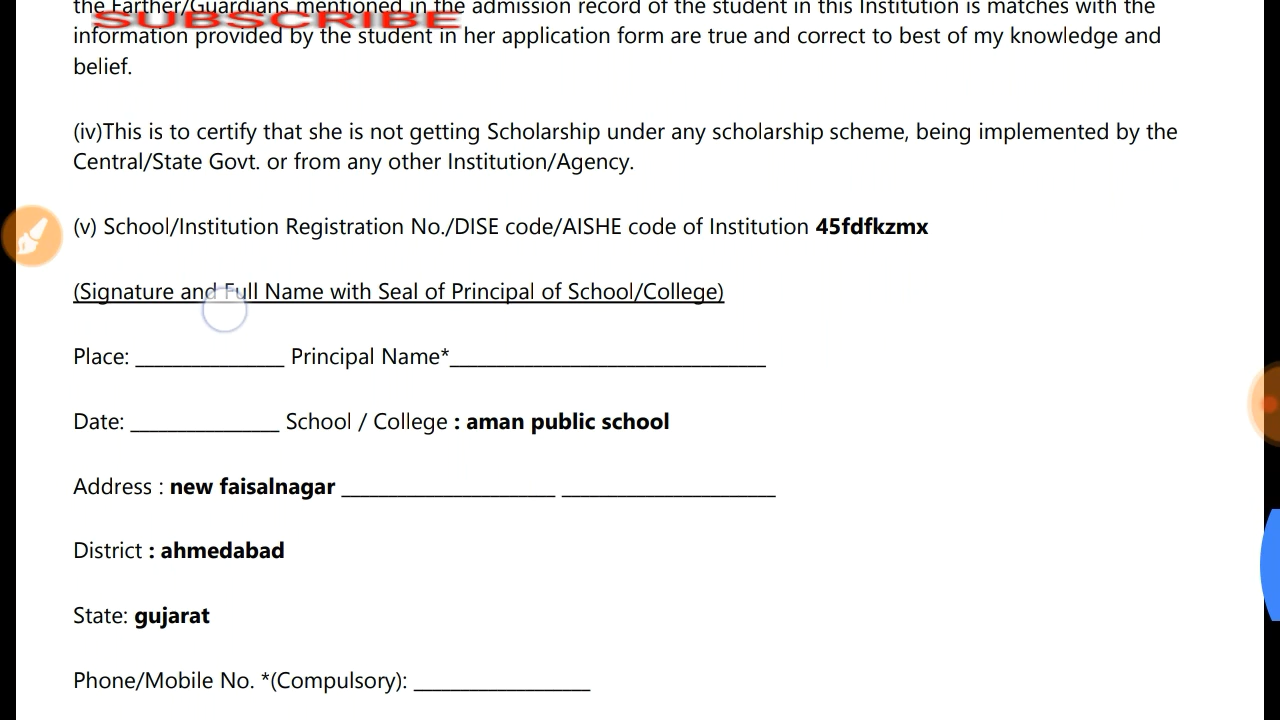 the Farther/Guardians mentioned in the admission record of the student in this Institution is matches with the
SUBSCRIBE
information provided by the student in her application form are true and correct to best of my knowledge and
belief.
(iv)This is to certify that she is not getting Scholarship under any scholarship scheme, being implemented by the
Central/State Govt. or from any other Institution/Agency.
(v) School/Institution Registration No./DISE code/AISHE code of Institution 45fdfkzmx
(Signature and Full Name with Seal of Principal of School/College)
Place: ______________ Principal Name*______________________________
Date: ______________ School / College : aman public school
Address : new faisalnagar ____________________ ____________________
District : ahmedabad
State: gujarat
Phone/Mobile No. *(Compulsory): _________________